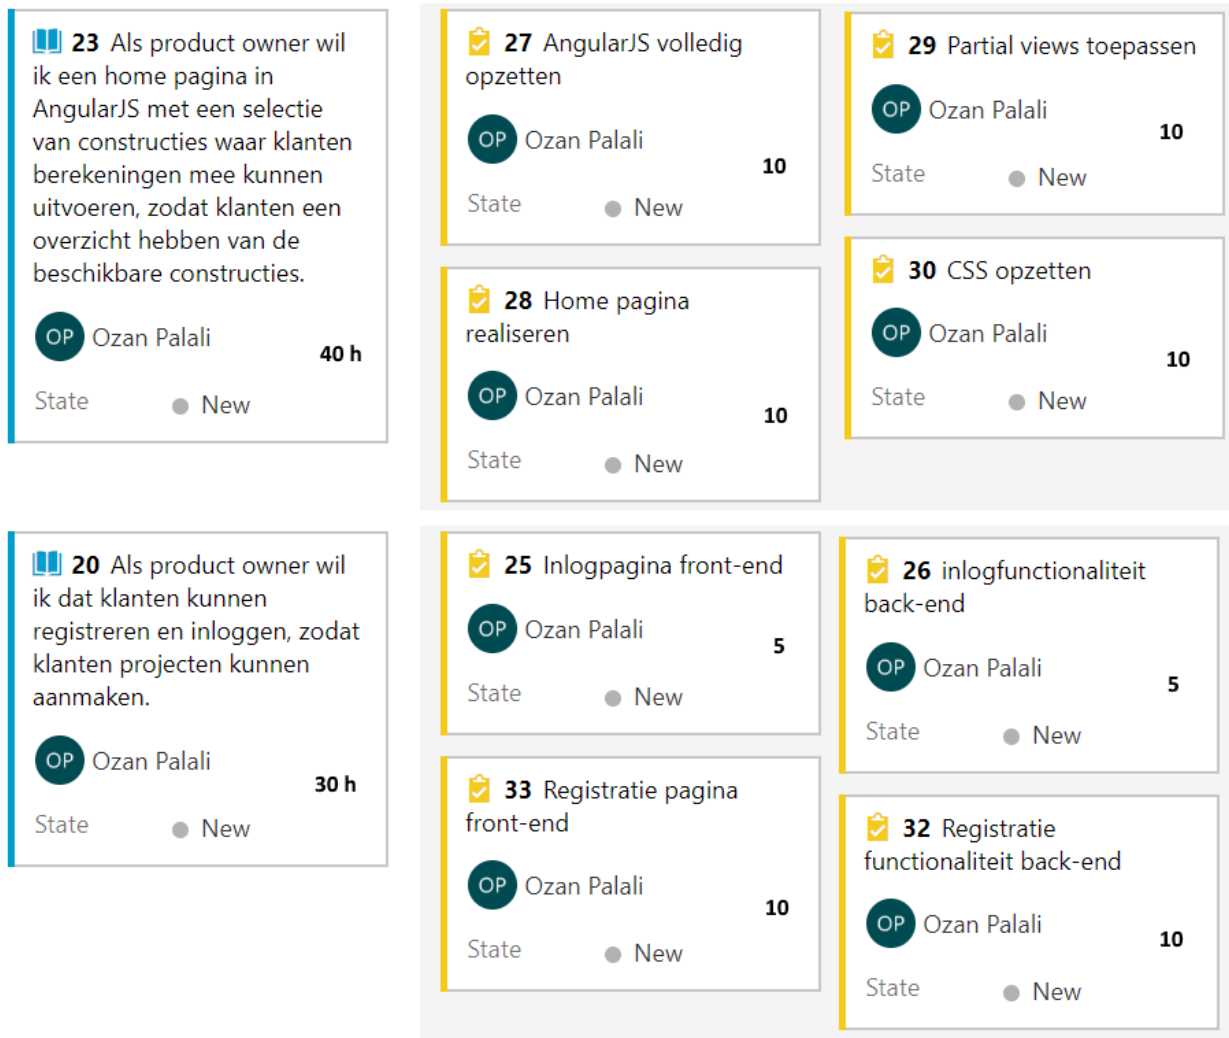 23 Als product owner wil
ik een home pagina in
AngularJS met een selectie
van constructies waar klanten
berekeningen mee kunnen
uitvoeren, zodat klanten een
overzicht hebben van de
beschikbare constructies.
OP Ozan Palali
40 h
State New
27 AngularJS volledig
opzetten
OP Ozan Palali
10
State New
28 Home pagina
realiseren
OP Ozan Palali
10
State New
29 Partial views toepassen
OP Ozan Palali
10
State New
30 CSS opzetten
OP Ozan Palali
10
State New
20 Als product owner wil
ik dat klanten kunnen
registreren en inloggen, zodat
klanten projecten kunnen
aanmaken.
OP Ozan Palali
30 h
State New
25 Inlogpagina front-end
OP Ozan Palali
5
State New
33 Registratie pagina
front-end
OP Ozan Palali
10
State New
26 inlogfunctionaliteit
back-end
OP Ozan Palali
5
State New
32 Registratie
functionaliteit back-end
OP Ozan Palali
10
State New